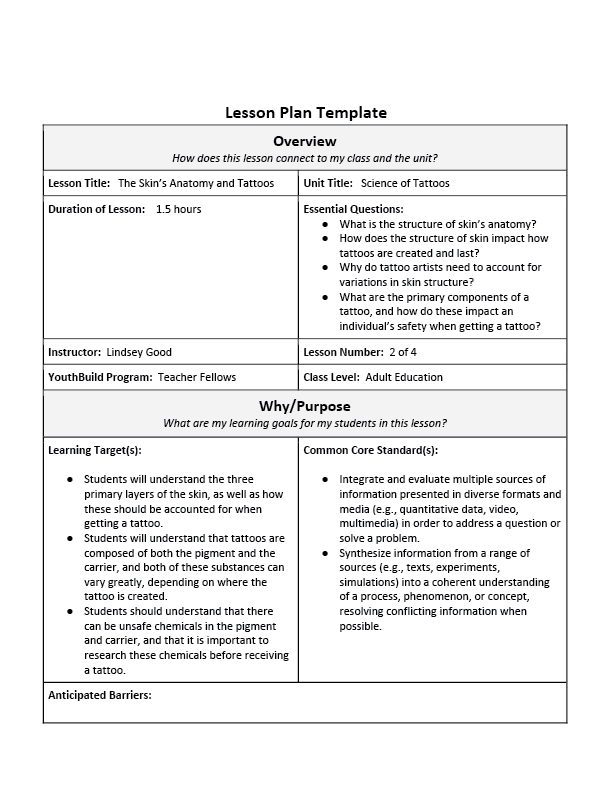 Lesson Plan Template
Overview
How does this lesson connect to my class and the unit?
Lesson Title: The Skin's Anatomy and Tattoos
Unit Title: Science of Tattoos
Duration of Lesson: 1.5 hours
Essential Questions:
● What is the structure of skin's anatomy?
● How does the structure of skin impact how
tattoos are created and last?
● Why do tattoo artists need to account for
variations in skin structure?
● What are the primary components of a
tattoo, and how do these impact an
individual's safety when getting a tattoo?
Instructor: Lindsey Good
Lesson Number: 2 of 4
YouthBuild Program: Teacher Fellows
Class Level: Adult Education
Why/Purpose
What are my learning goals for my students in this lesson?
Learning Target(s):
● Students will understand the three
primary layers of the skin, as well as how
these should be accounted for when
getting a tattoo.
● Students will understand that tattoos are
composed of both the pigment and the
carrier, and both of these substances can
vary greatly, depending on where the
tattoo is created.
● Students should understand that there
can be unsafe chemicals in the pigment
and carrier, and that it is important to
research these chemicals before receiving
a tattoo.
Common Core Standard(s):
● Integrate and evaluate multiple sources of
information presented in diverse formats and
media (e.g., quantitative data, video,
multimedia) in order to address a question or
solve a problem.
● Synthesize information from a range of
sources (e.g., texts, experiments,
simulations) into a coherent understanding
of a process, phenomenon, or concept,
resolving conflicting information when
possible.
Anticipated Barriers: